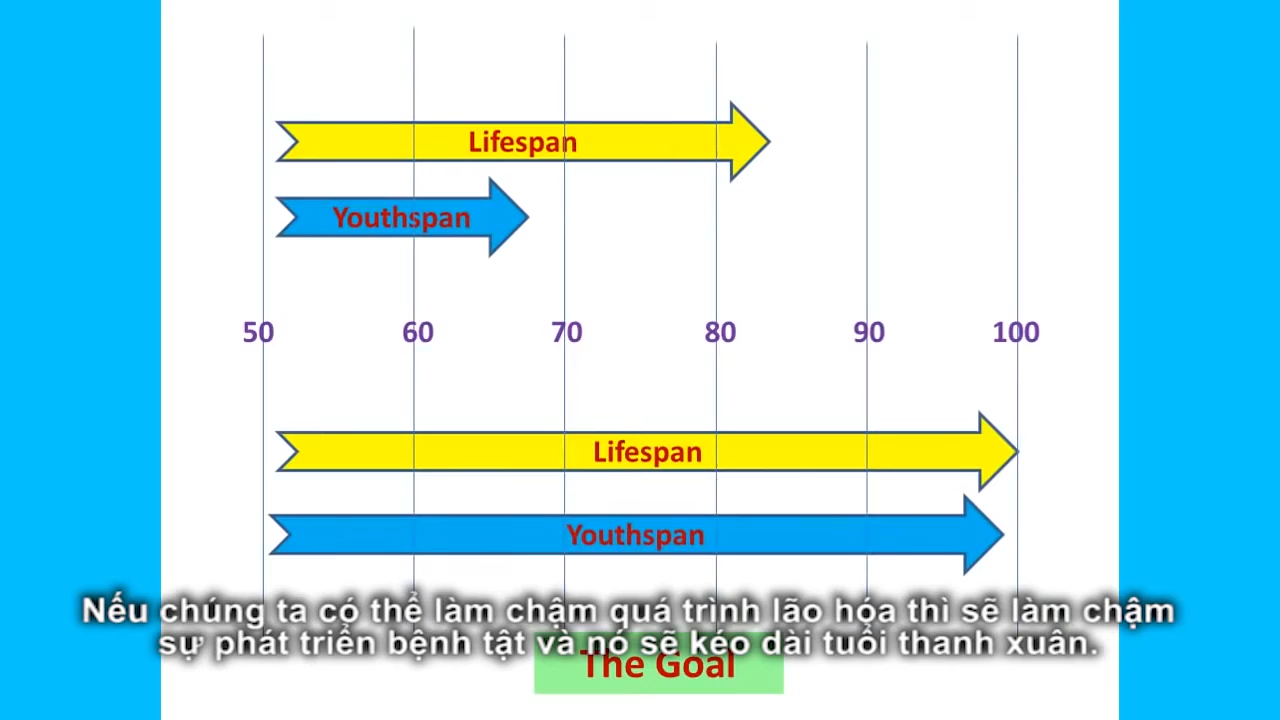 Lifespan
Youthspan
50 60 70 80 90 100
Lifespan
Youthspan
Nếu chúng ta có thể làm chậm quá trình lão hóa thì sẽ làm chậm
sự phát triển bệnh tật và nó sẽ kéo dài tuổi thanh xuân.
The Goal